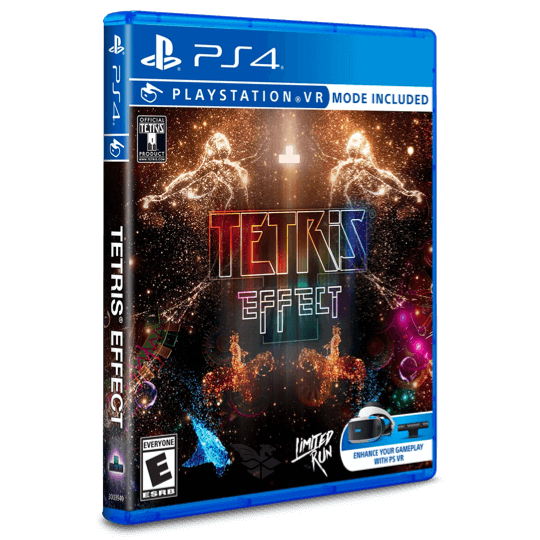 PS4
PLAYSTATION®VR MODE INCLUDED
OFFICIAL
TETRIS
PRODUCT
TETRIS
EFFECT
EVERYONE
E
ESRB
LIMITED
RUN
ENHANCE YOUR GAMEPLAY
WITH PS VR
PS4
TETRIS® EFFECT